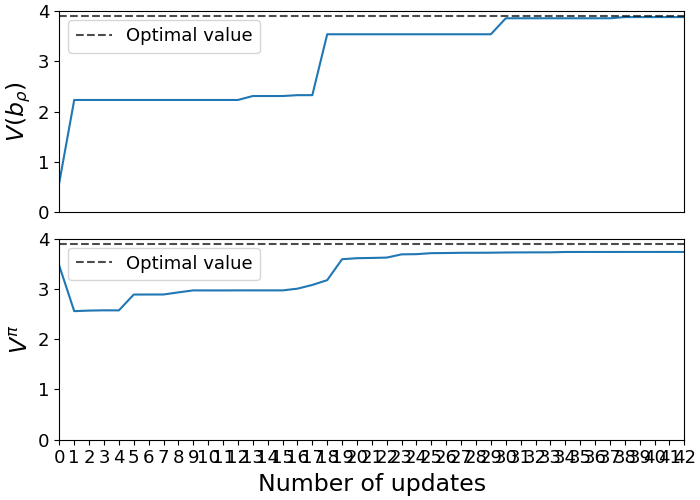 4
Optimal value
3
V(bρ)
2
1
0
4
Optimal value
3
Vπ
2
1
0
0 1 2 3 4 5 6 7 8 9 10 11 12 13 14 15 16 17 18 19 20 21 22 23 24 25 26 27 28 29 30 31 32 33 34 35 36 37 38 39 40 41 42
Number of updates